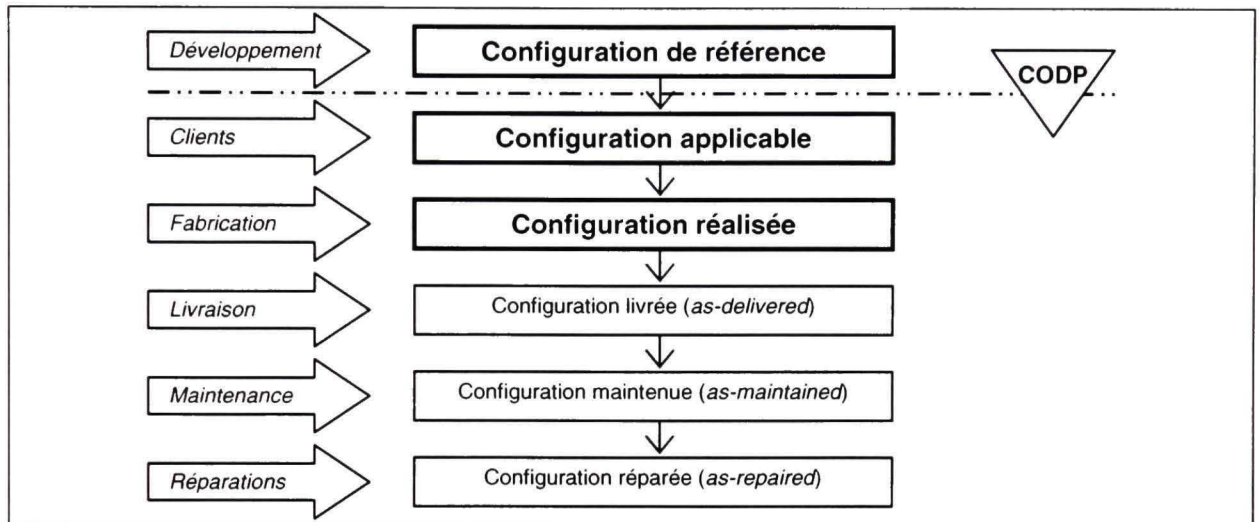 Développement
Configuration de référence
CODP
Clients
Configuration applicable
Fabrication
Configuration réalisée
Livraison
Configuration livrée (as-delivered)
Maintenance
Configuration maintenue (as-maintained)
Réparations
Configuration réparée (as-repaired)